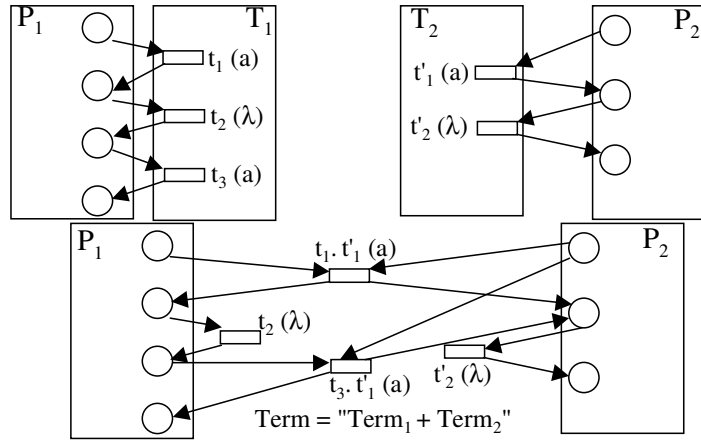 P1 T1 T2 P2
t1 (a) t'1 (a)
t2 (λ) t'2 (λ)
t3 (a)
P1 t1. t'1 (a) P2
t2 (λ)
t3. t'1 (a) t'2 (λ)
Term = "Term1 + Term2"